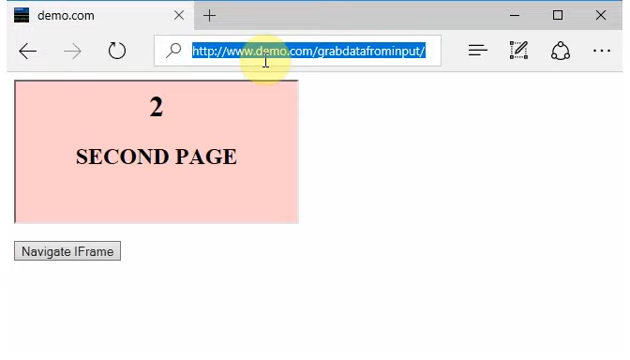 demo.com
http://www.demo.com/grabdatafrominput/
2
SECOND PAGE
Navigate IFrame